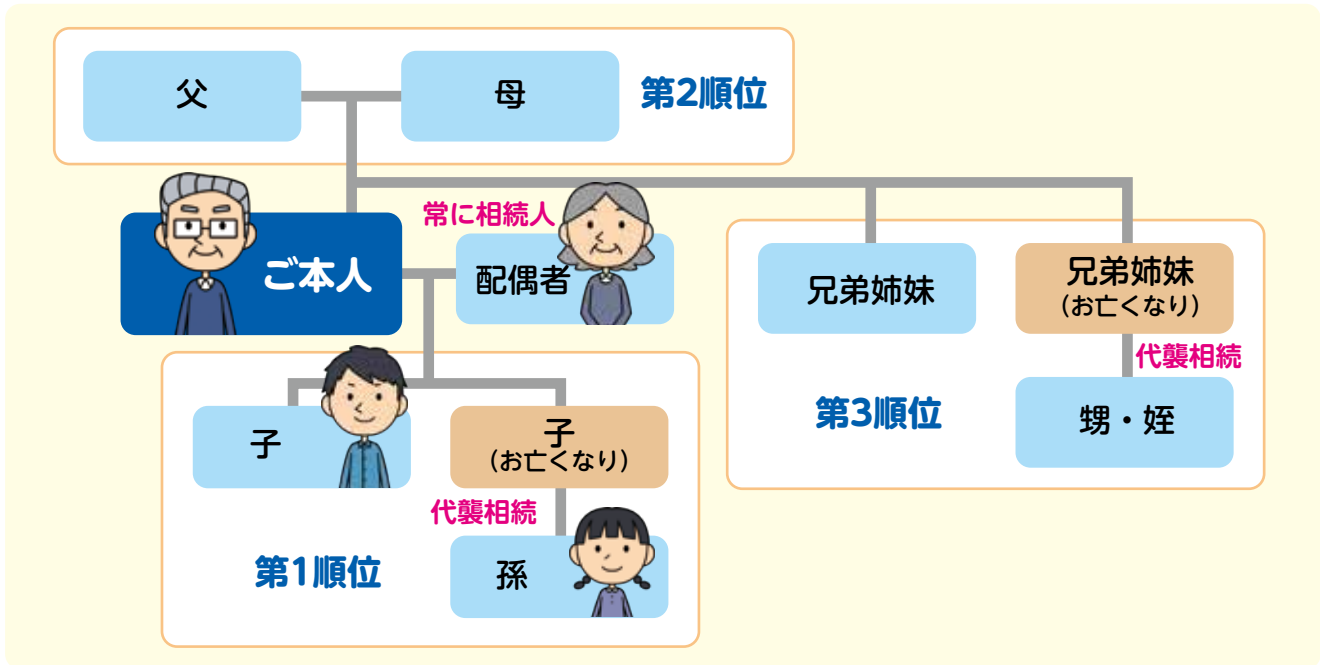 父
母
第2順位
常に相続人
ご本人
配偶者
兄弟姉妹
兄弟姉妹
（お亡くなり）
代襲相続
甥・姪
第3順位
子
子
（お亡くなり）
代襲相続
孫
第1順位